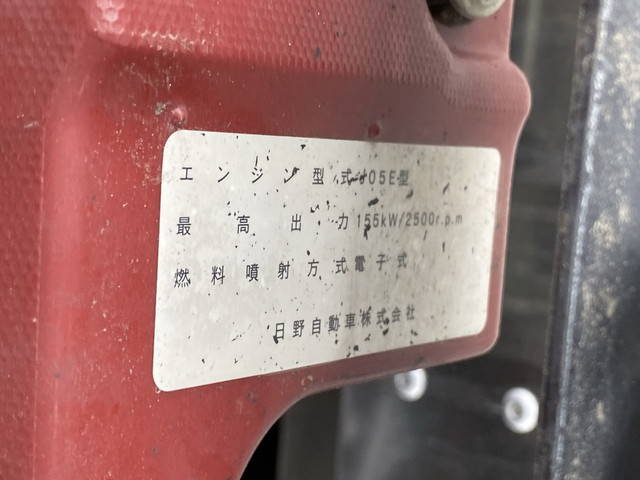 エンジン型式J05E型
最高出力155kW/2500r.p.m
燃料噴射方式電子式
日野自動車株式会社